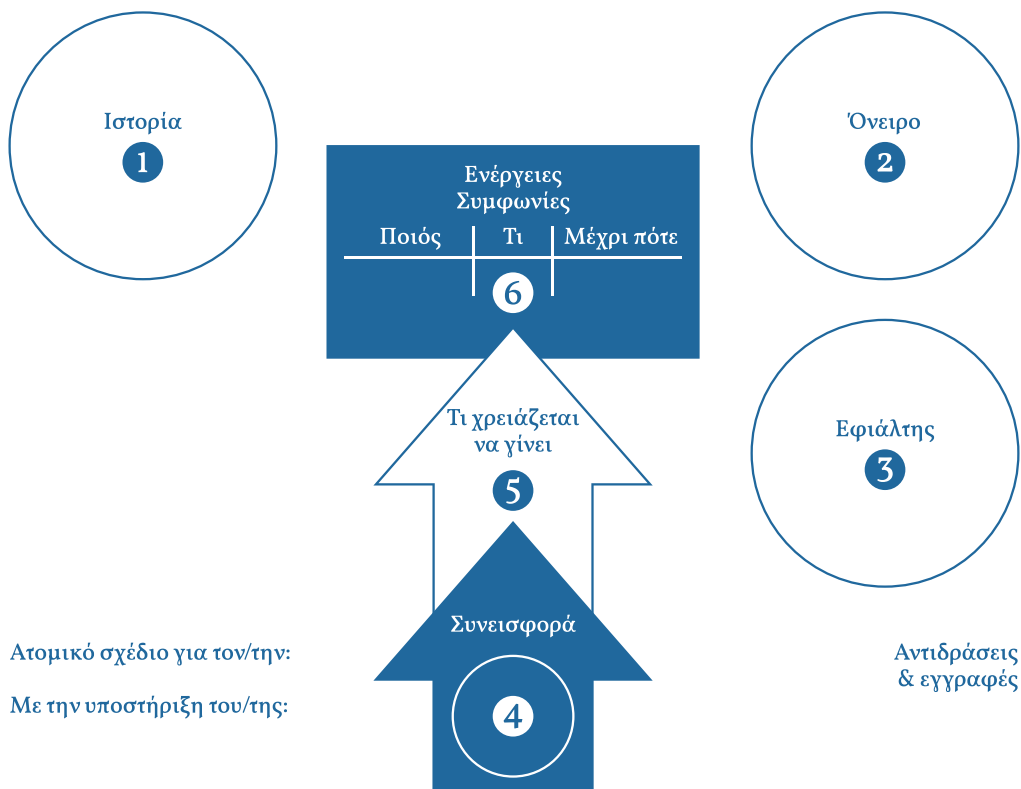 Ιστορία
1
Όνειρο
2
Ενέργειες
Συμφωνίες
Ποιός Τι Μέχρι πότε
6
Εφιάλτης
3
Τι χρειάζεται
να γίνει
5
Συνεισφορά
4
Ατομικό σχέδιο για τον/την:
Με την υποστήριξη του/της:
Αντιδράσεις
& εγγραφές